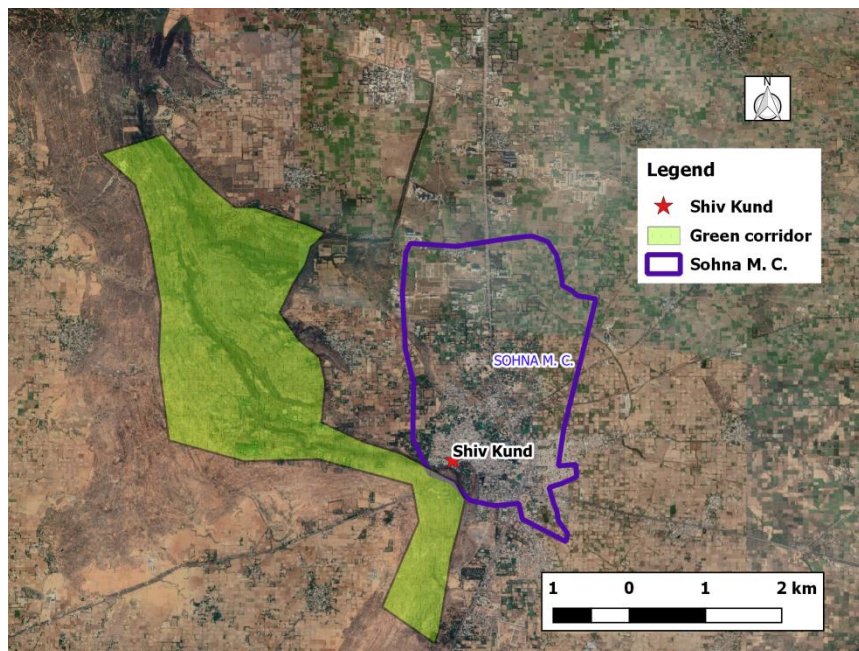 N
Legend
Shiv Kund
Green corridor
Sohna M. C.
SOHNA M. C.
Shiv Kund
1 0 1 2 km